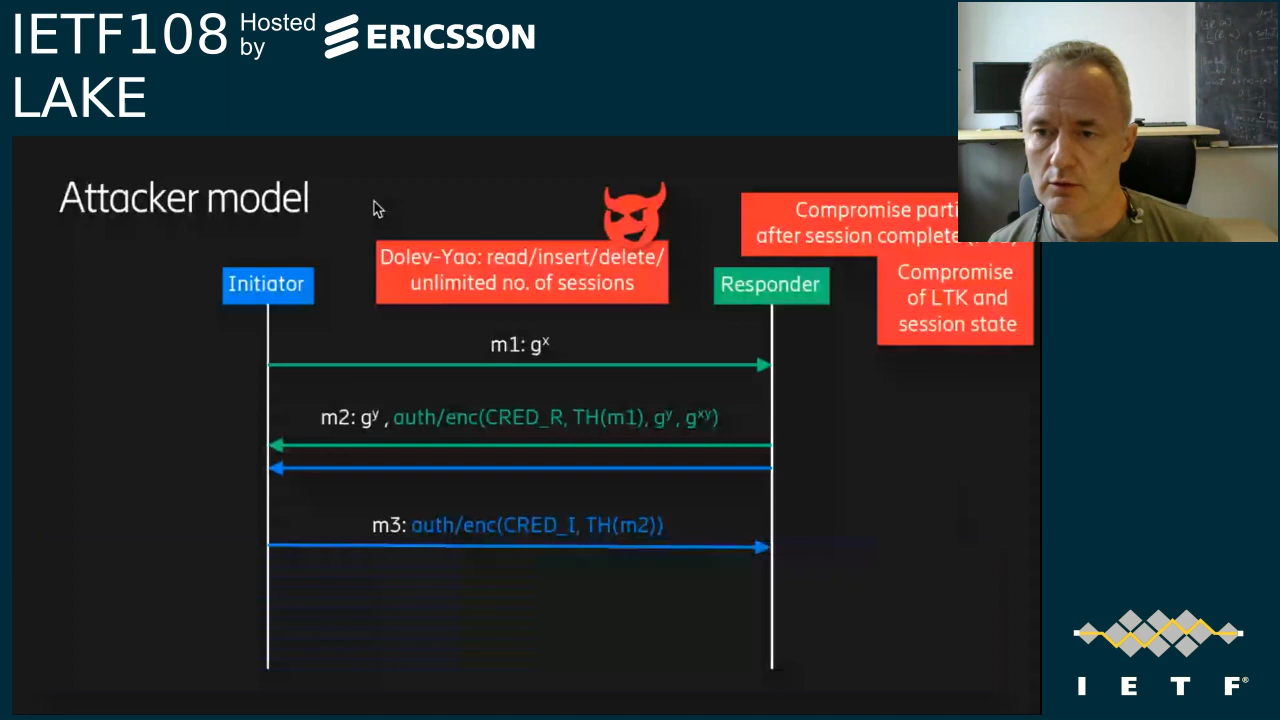 IETF108
Hosted
by
ERICSSON
LAKE
Attacker model
Compromise
after session complete
Dolev-Yao: read/insert/delete/
unlimited no. of sessions
Initiator
Responder
Compromise
of LTK and
session state
m1: gˣ
m2: gʸ , auth/enc(CRED_R, TH(m1), gʸ, gˣʸ)
m3: auth/enc(CRED_I, TH(m2))
I E T F®